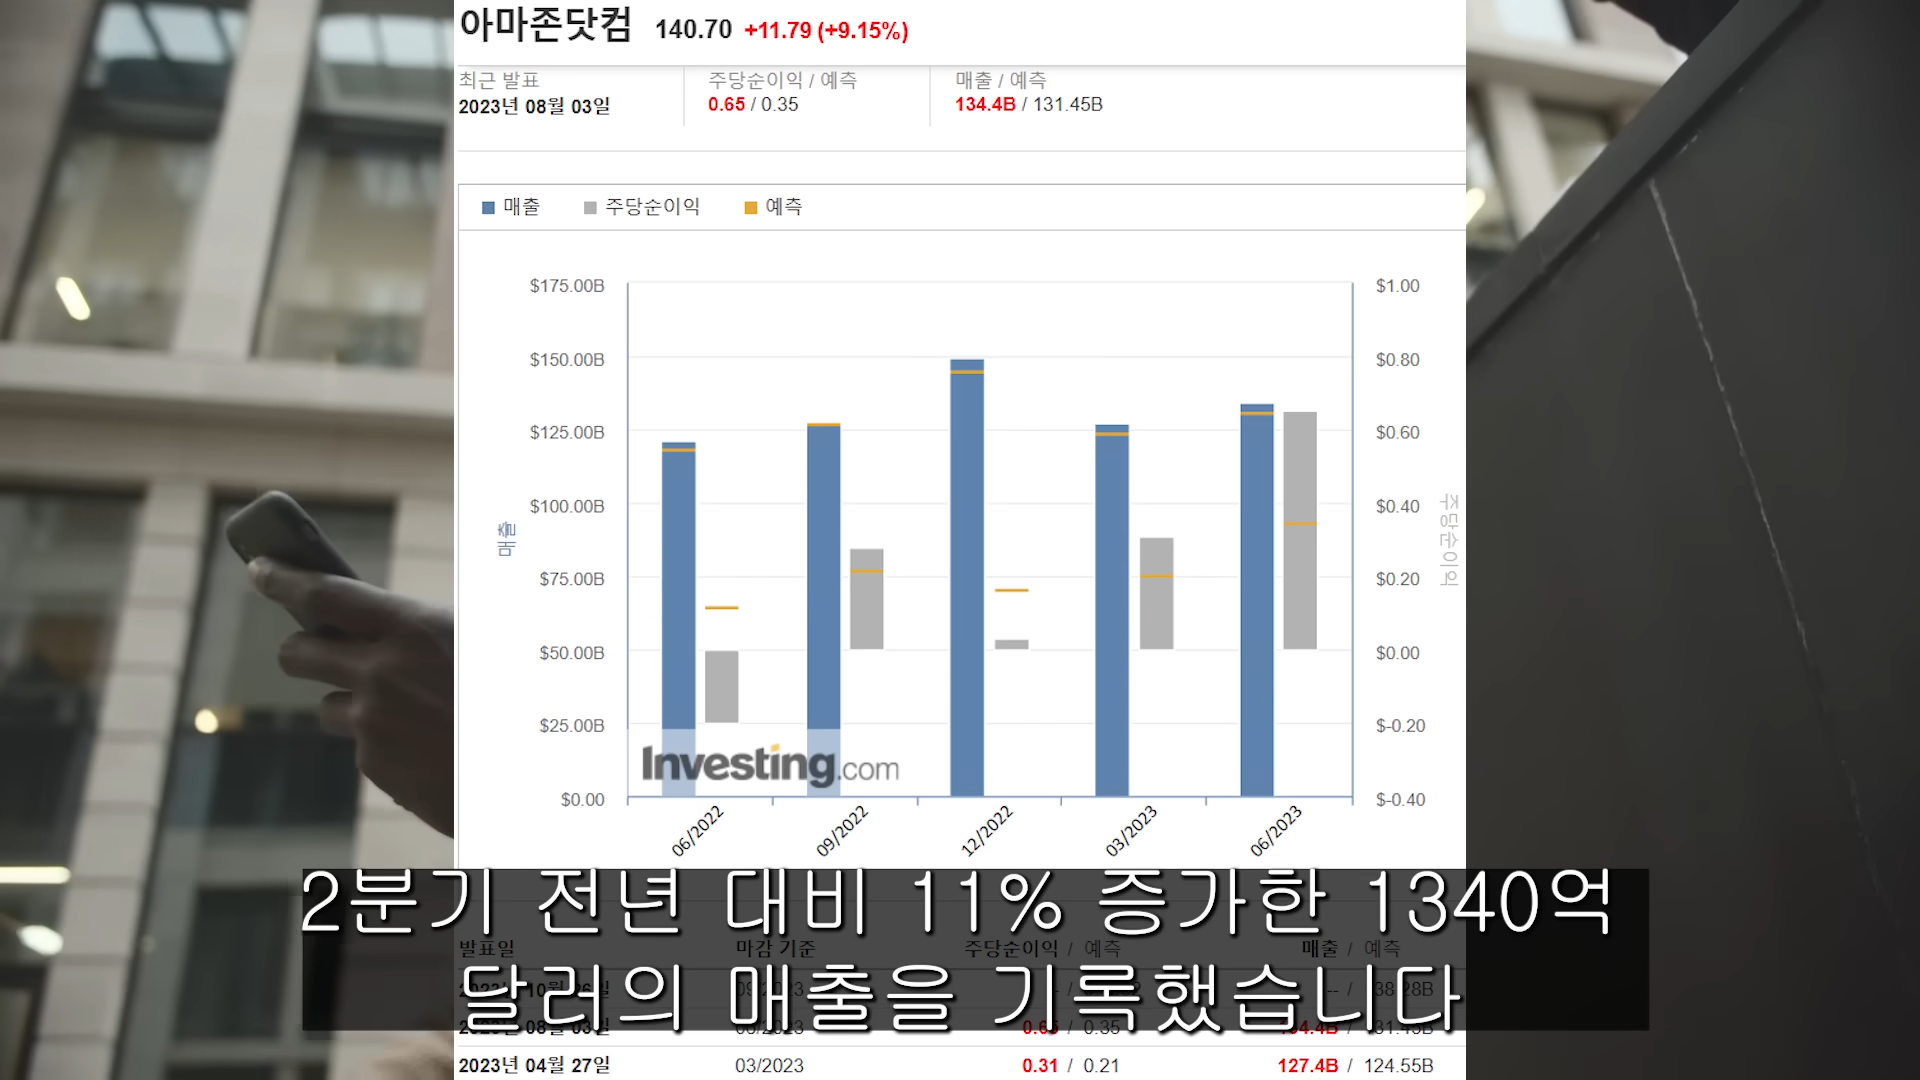 아마존닷컴 140.70 +11.79 (+9.15%)
최근 발표 주당순이익 / 예측 매출 / 예측
2023년 08월 03일 0.65 / 0.35 134.4B / 131.45B
매출 주당순이익 예측
$175.00B $1.00
$150.00B $0.80
$125.00B $0.60
$100.00B $0.40
매출 주당순이익
$75.00B $0.20
$50.00B $0.00
$25.00B $-0.20
Investing.com
$0.00 $-0.40
06/2022 09/2022 12/2022 03/2023 06/2023
2분기 전년 대비 11% 증가한 1340억
발표일 마감 기준 주당순이익 / 예측 매출 / 예측
달러의 매출을 기록했습니다
2023년 04월 27일 03/2023 0.31 / 0.21 127.4B / 124.55B